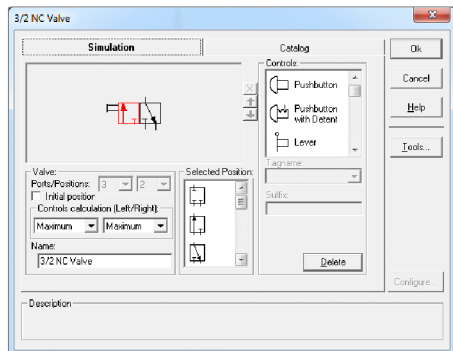 3/2 NC Valve
Simulation
Catalog
Ok
Cancel
Help
Tools...
Configure...
Controls:
Pushbutton
Pushbutton with Detent
Lever
Tagname:
Suffix:
Delete
Valve:
Ports/Positions: 3 2
Initial position
Controls calculation (Left/Right):
Maximum Maximum
Name:
3/2 NC Valve
Selected Position:
Description